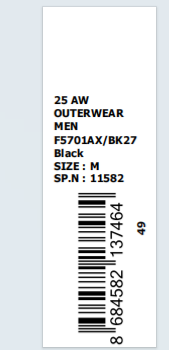 25 AW
OUTERWEAR
MEN
F5701AX/BK27
Black
SIZE : M
SP.N : 11582
8 684582 137464
49